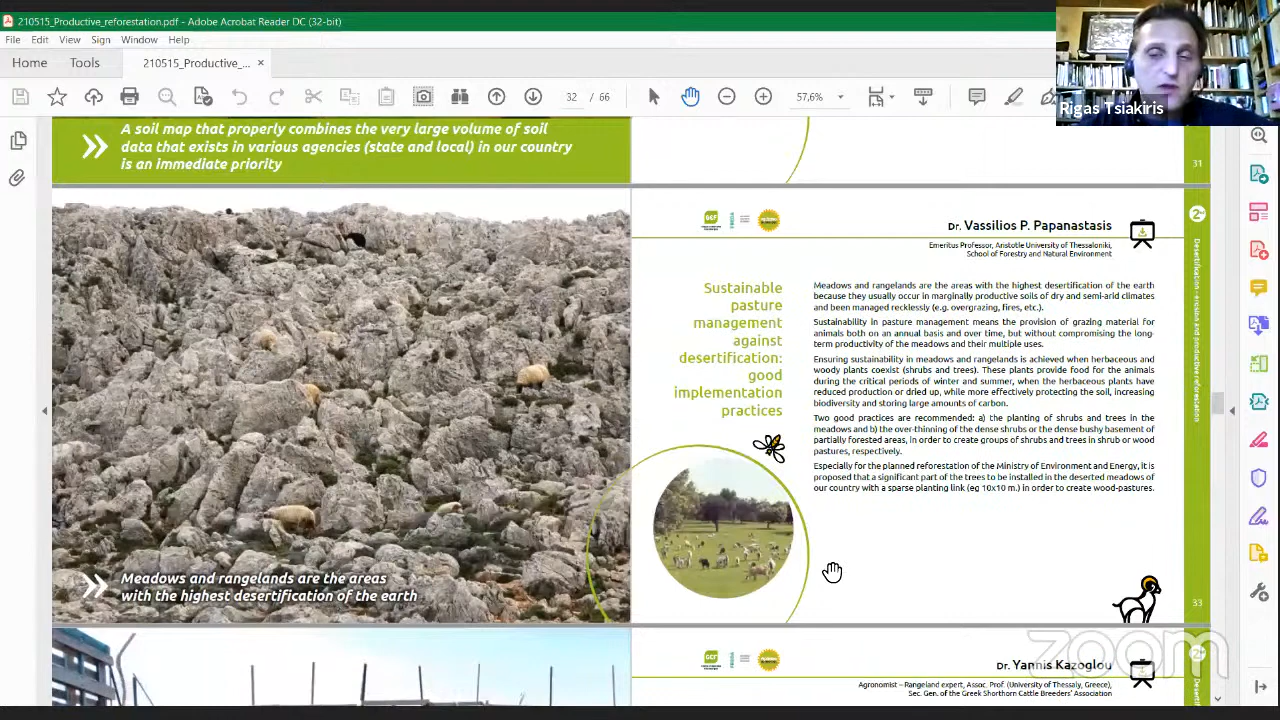 210515_Productive_reforestation.pdf - Adobe Acrobat Reader DC (32-bit)
File Edit View Sign Window Help
Home Tools 210515_Productive_... ×
32 / 66 57,6%
Rigas Tsiakiris
A soil map that properly combines the very large volume of soil
data that exists in various agencies (state and local) in our country
is an immediate priority
31
GCF
Dr. Vassilios P. Papanastasis
Emeritus Professor, Aristotle University of Thessaloniki,
School of Forestry and Natural Environment
2nd
Desertification - erosion and productive reforestation
Sustainable
pasture
management
against
desertification:
good
implementation
practices
Meadows and rangelands are the areas with the highest desertification of the earth
because they usually occur in marginally productive soils of dry and semi-arid climates
and been managed recklessly (e.g. overgrazing, fires, etc.).
Sustainability in pasture management means the provision of grazing material for
animals both on an annual basis and over time, but without compromising the long-
term productivity of the meadows and their multiple uses.
Ensuring sustainability in meadows and rangelands is achieved when herbaceous and
woody plants coexist (shrubs and trees). These plants provide food for the animals
during the critical periods of winter and summer, when the herbaceous plants have
reduced production or dried up, while more effectively protecting the soil, increasing
biodiversity and storing large amounts of carbon.
Two good practices are recommended: a) the planting of shrubs and trees in the
meadows and b) the over-thinning of the dense shrubs or the dense bushy basement of
partially forested areas, in order to create groups of shrubs and trees in shrub or wood
pastures, respectively.
Especially for the planned reforestation of the Ministry of Environment and Energy, it is
proposed that a significant part of the trees to be installed in the deserted meadows of
our country with a sparse planting link (eg 10x10 m.) in order to create wood-pastures.
Meadows and rangelands are the areas
with the highest desertification of the earth
33
zoom
GCF
Dr. Yannis Kazoglou
Agronomist – Rangeland expert, Assoc. Prof. (University of Thessaly, Greece),
Sec. Gen. of the Greek Shorthorn Cattle Breeders' Association